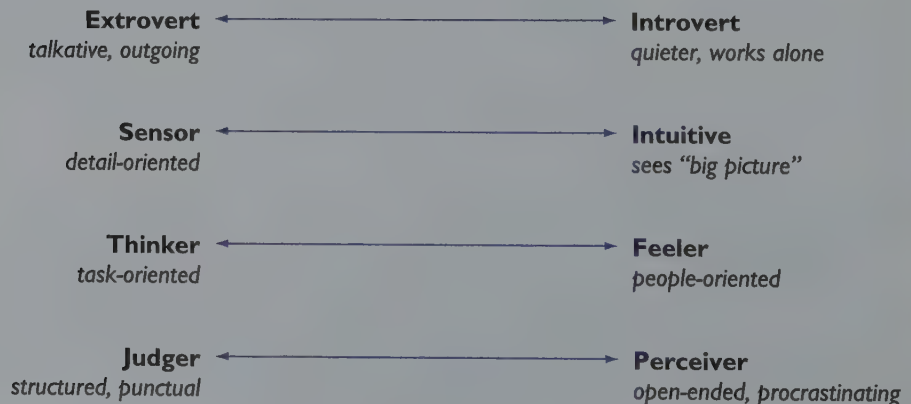 Extrovert
Introvert
talkative, outgoing
quieter, works alone
Sensor
Intuitive
detail-oriented
sees “big picture”
Thinker
Feeler
task-oriented
people-oriented
Judger
Perceiver
structured, punctual
open-ended, procrastinating